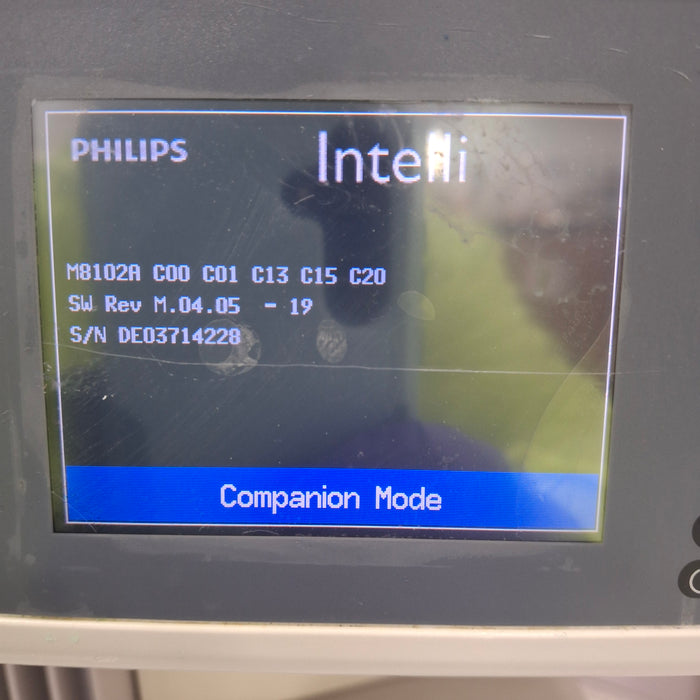 PHILIPS
Intelli
M8102A C00 C01 C13 C15 C20
SW Rev M.04.05 - 19
S/N DE03714228
Companion Mode